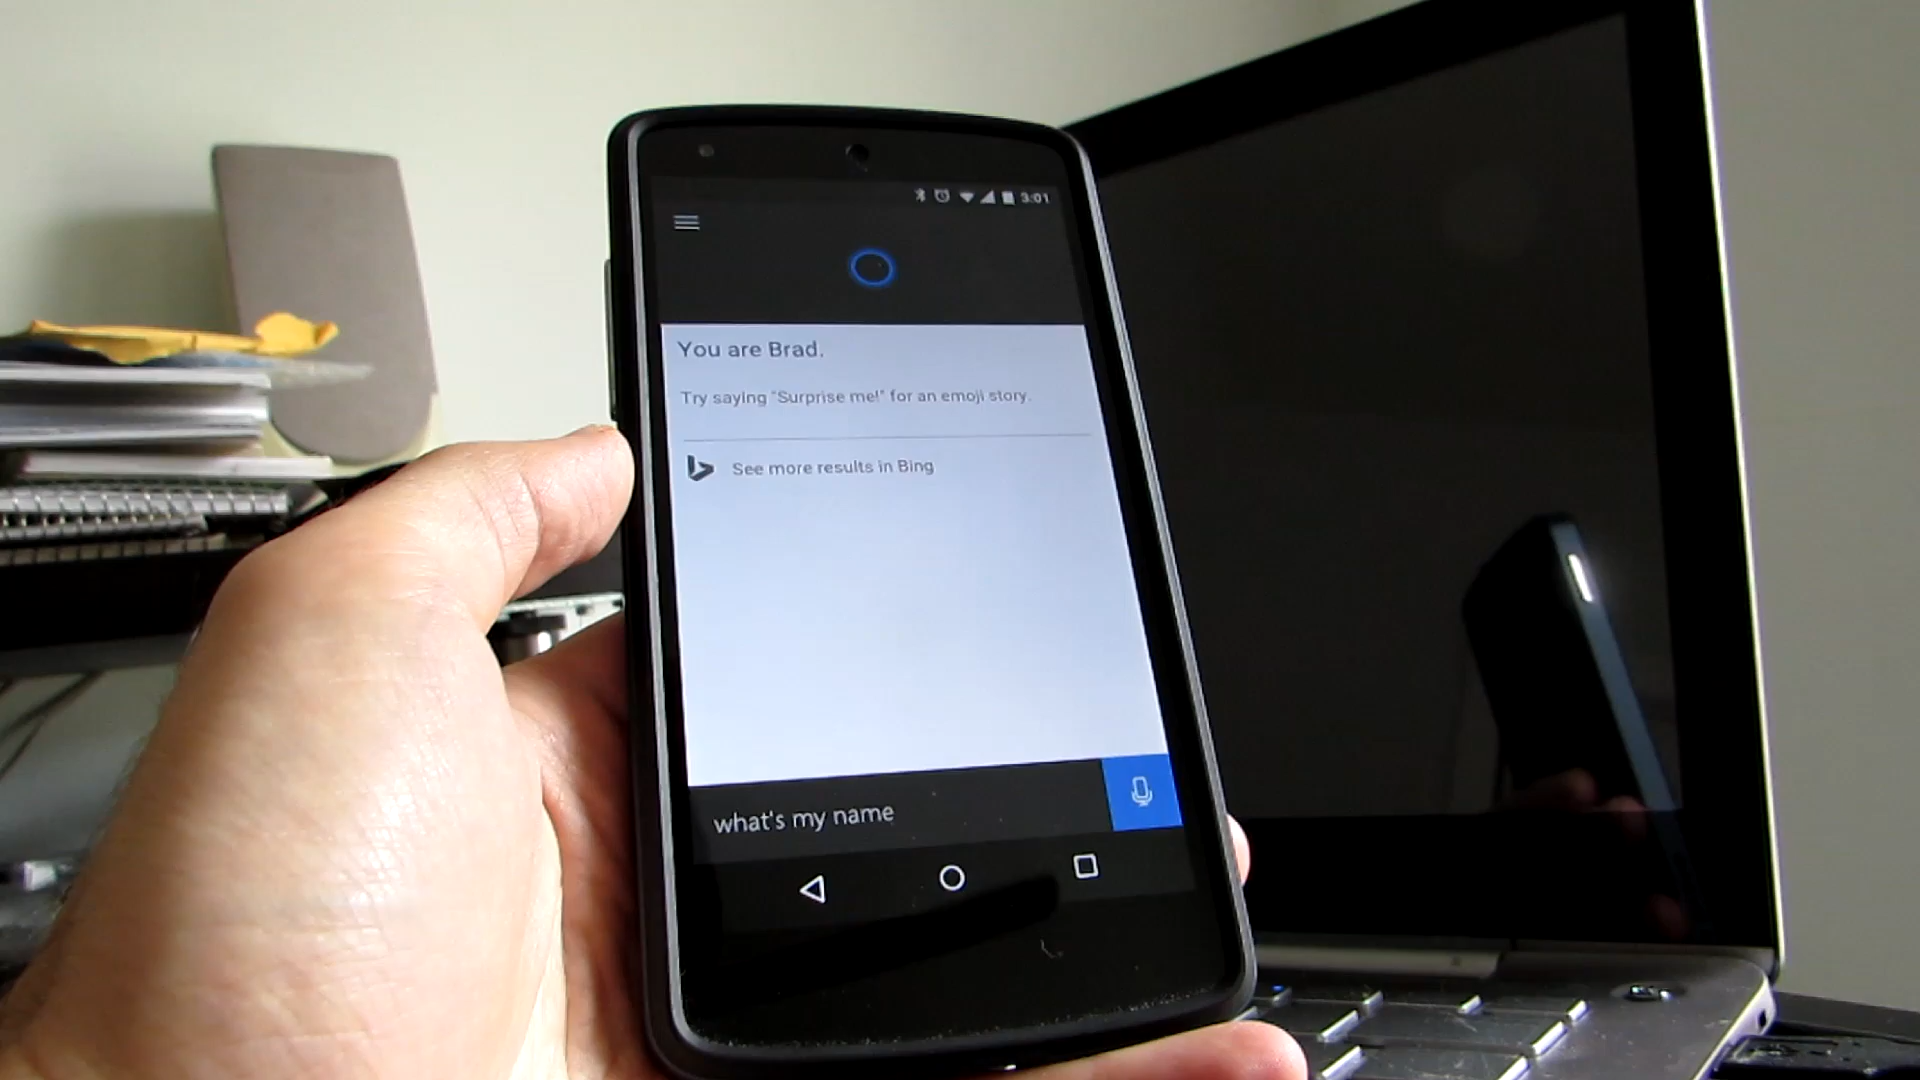 3:01
You are Brad.
Try saying "Surprise me!" for an emoji story.
See more results in Bing
what's my name